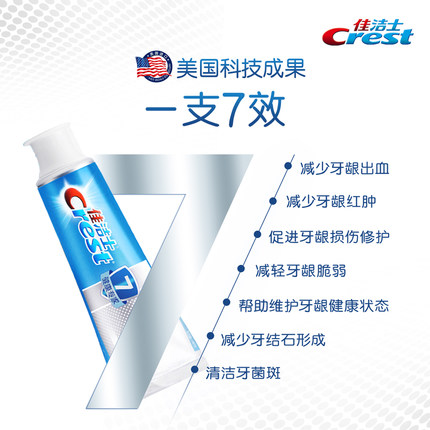 佳洁士
Crest
美国科技成果
一支7效
减少牙龈出血
减少牙龈红肿
促进牙龈损伤修护
减轻牙龈脆弱
帮助维护牙龈健康状态
减少牙结石形成
清洁牙菌斑
佳洁士
Crest
7
7